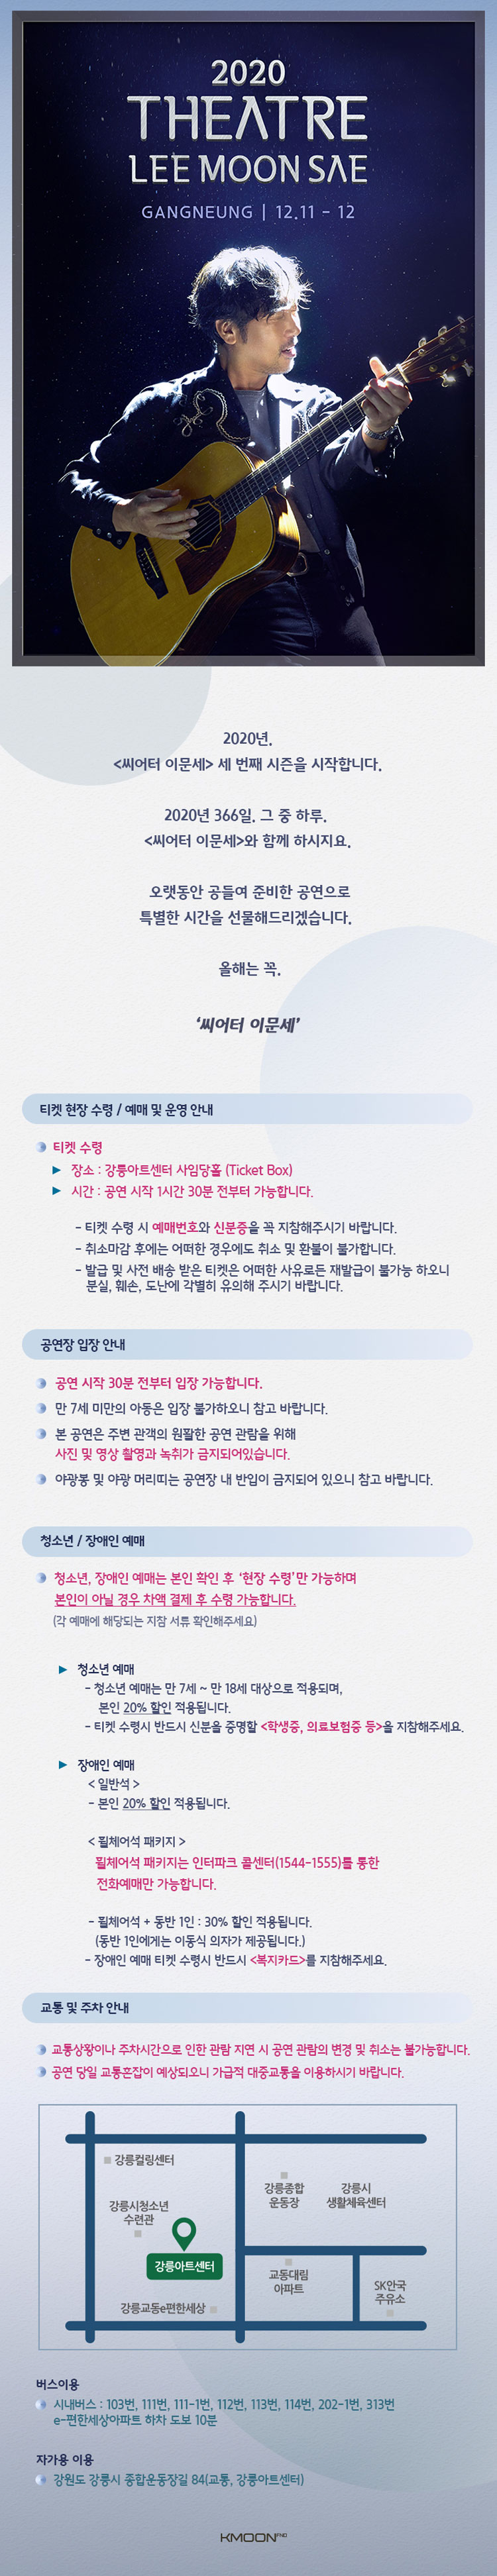 2020
THEATRE
LEE MOON SAE
GANGNEUNG | 12.11 - 12
2020년.
<씨어터 이문세> 세 번째 시즌을 시작합니다.
2020년 366일. 그 중 하루.
<씨어터 이문세>와 함께 하시지요.
오랫동안 공들여 준비한 공연으로
특별한 시간을 선물해드리겠습니다.
올해는 꼭.
‘씨어터 이문세’
티켓 현장 수령 / 예매 및 운영 안내
티켓 수령
▶ 장소 : 강릉아트센터 사임당홀 (Ticket Box)
▶ 시간 : 공연 시작 1시간 30분 전부터 가능합니다.
- 티켓 수령 시 예매번호와 신분증을 꼭 지참해주시기 바랍니다.
- 취소마감 후에는 어떠한 경우에도 취소 및 환불이 불가합니다.
- 발급 및 사전 배송 받은 티켓은 어떠한 사유로든 재발급이 불가능 하오니
분실, 훼손, 도난에 각별히 유의해 주시기 바랍니다.
공연장 입장 안내
공연 시작 30분 전부터 입장 가능합니다.
만 7세 미만의 아동은 입장 불가하오니 참고 바랍니다.
본 공연은 주변 관객의 원활한 공연 관람을 위해
사진 및 영상 촬영과 녹취가 금지되어있습니다.
야광봉 및 야광 머리띠는 공연장 내 반입이 금지되어 있으니 참고 바랍니다.
청소년 / 장애인 예매
청소년, 장애인 예매는 본인 확인 후 ‘현장 수령’만 가능하며
본인이 아닐 경우 차액 결제 후 수령 가능합니다.
(각 예매에 해당되는 지참 서류 확인해주세요)
▶ 청소년 예매
- 청소년 예매는 만 7세 ~ 만 18세 대상으로 적용되며,
본인 20% 할인 적용됩니다.
- 티켓 수령시 반드시 신분을 증명할 <학생증, 의료보험증 등>을 지참해주세요.
▶ 장애인 예매
< 일반석 >
- 본인 20% 할인 적용됩니다.
< 휠체어석 패키지 >
휠체어석 패키지는 인터파크 콜센터(1544-1555)를 통한
전화예매만 가능합니다.
- 휠체어석 + 동반 1인 : 30% 할인 적용됩니다.
(동반 1인에게는 이동식 의자가 제공됩니다.)
- 장애인 예매 티켓 수령시 반드시 <복지카드>를 지참해주세요.
교통 및 주차 안내
교통상황이나 주차시간으로 인한 관람 지연 시 공연 관람의 변경 및 취소는 불가능합니다.
공연 당일 교통혼잡이 예상되오니 가급적 대중교통을 이용하시기 바랍니다.
강릉컬링센터
강릉종합
운동장
강릉시
생활체육센터
강릉시청소년
수련관
강릉아트센터
교동대림
아파트
SK안국
주유소
강릉교동e편한세상
버스이용
시내버스 : 103번, 111번, 111-1번, 112번, 113번, 114번, 202-1번, 313번
e-편한세상아파트 하차 도보 10분
자가용 이용
강원도 강릉시 종합운동장길 84(교통, 강릉아트센터)
KMOON FND